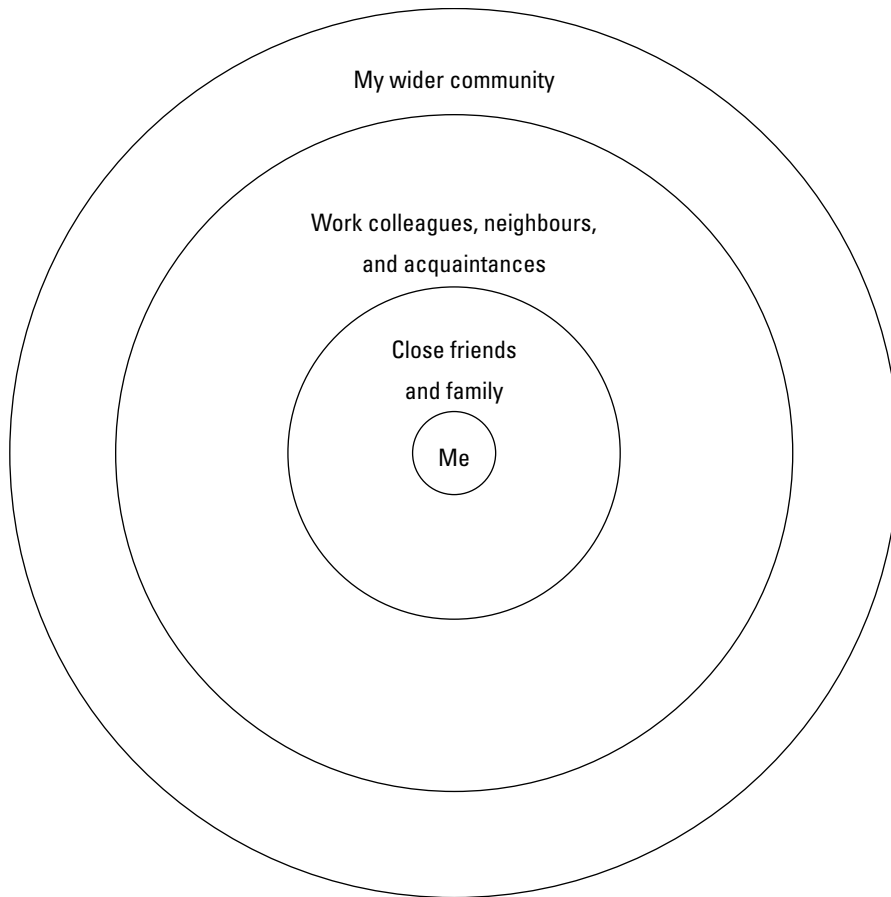 My wider community
Work colleagues, neighbours,
and acquaintances
Close friends
and family
Me